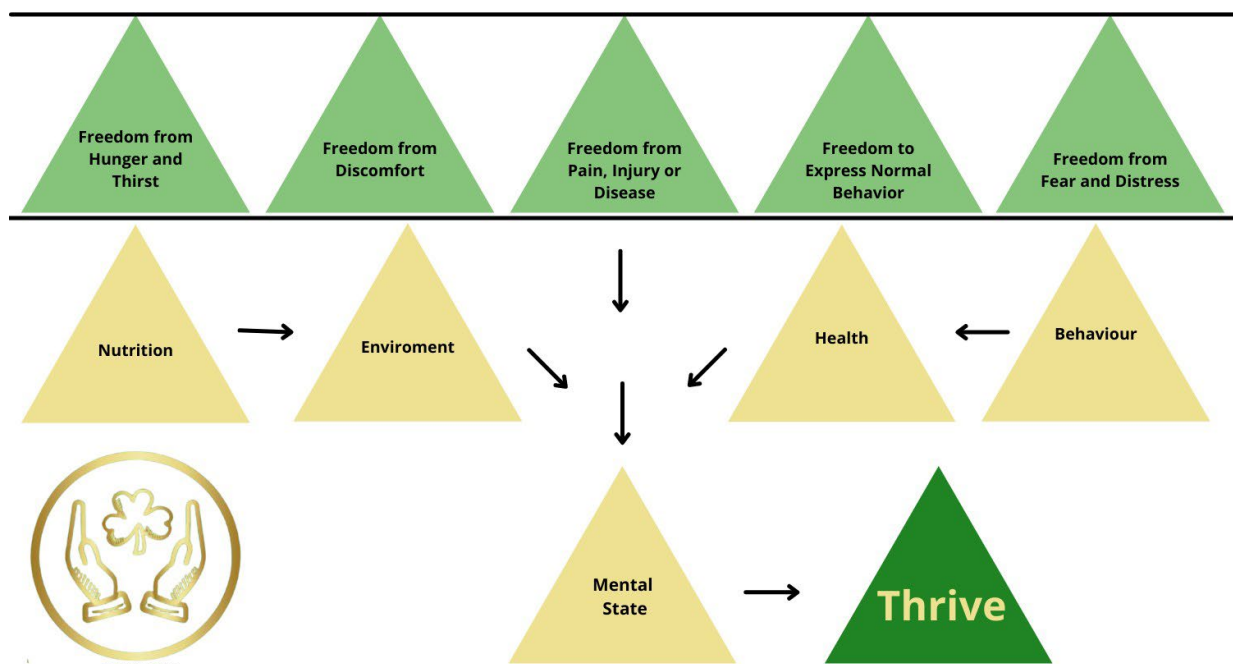 Freedom from
Hunger and
Thirst
Freedom from
Discomfort
Freedom from
Pain, Injury or
Disease
Freedom to
Express Normal
Behavior
Freedom from
Fear and Distress
Nutrition
Enviroment
Health
Behaviour
Mental
State
Thrive